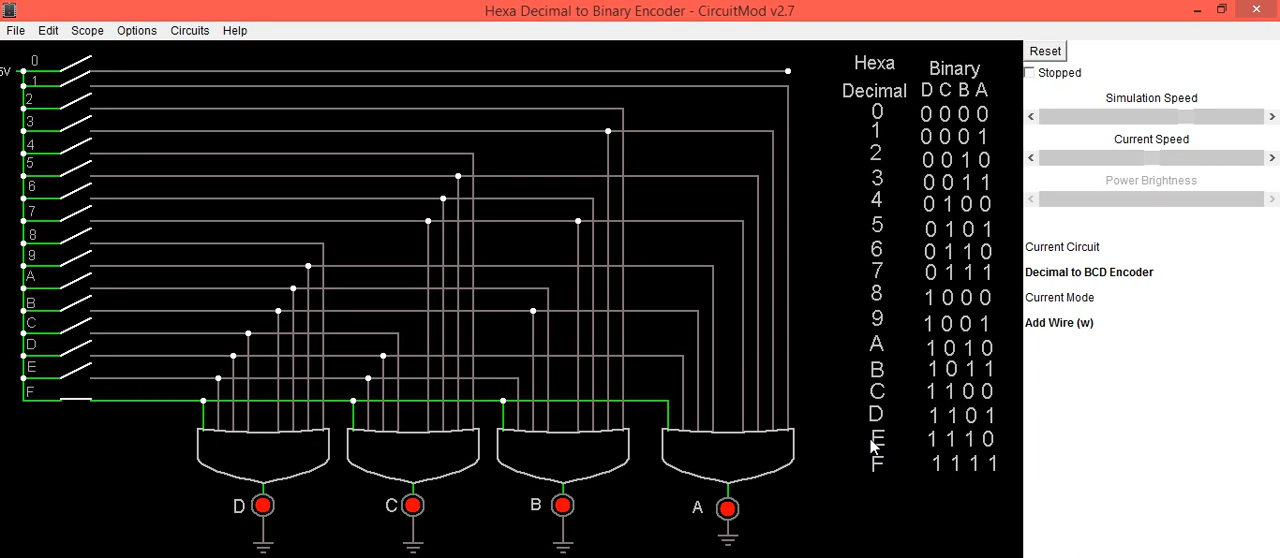 Hexa Decimal to Binary Encoder - CircuitMod v2.7
File Edit Scope Options Circuits Help
5V
0
1
2
3
4
5
6
7
8
9
A
B
C
D
E
F
D
C
B
A
Hexa Binary
Decimal D C B A
0 0 0 0 0
1 0 0 0 1
2 0 0 1 0
3 0 0 1 1
4 0 1 0 0
5 0 1 0 1
6 0 1 1 0
7 0 1 1 1
8 1 0 0 0
9 1 0 0 1
A 1 0 1 0
B 1 0 1 1
C 1 1 0 0
D 1 1 0 1
E 1 1 1 0
F 1 1 1 1
Reset
Stopped
Simulation Speed
Current Speed
Power Brightness
Current Circuit
Decimal to BCD Encoder
Current Mode
Add Wire (w)